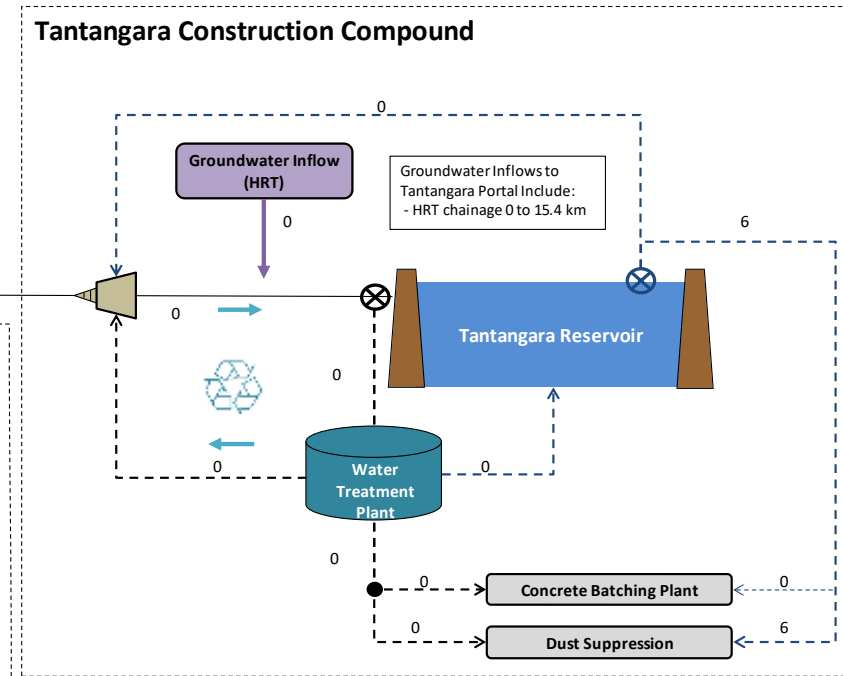 Tantangara Construction Compound
0
Groundwater Inflow
(HRT)
Groundwater Inflows to
Tantangara Portal Include:
- HRT chainage 0 to 15.4 km
0
6
0
Tantangara Reservoir
0
0
Water
Treatment
Plant
0
0
0
Concrete Batching Plant
0
0
Dust Suppression
6